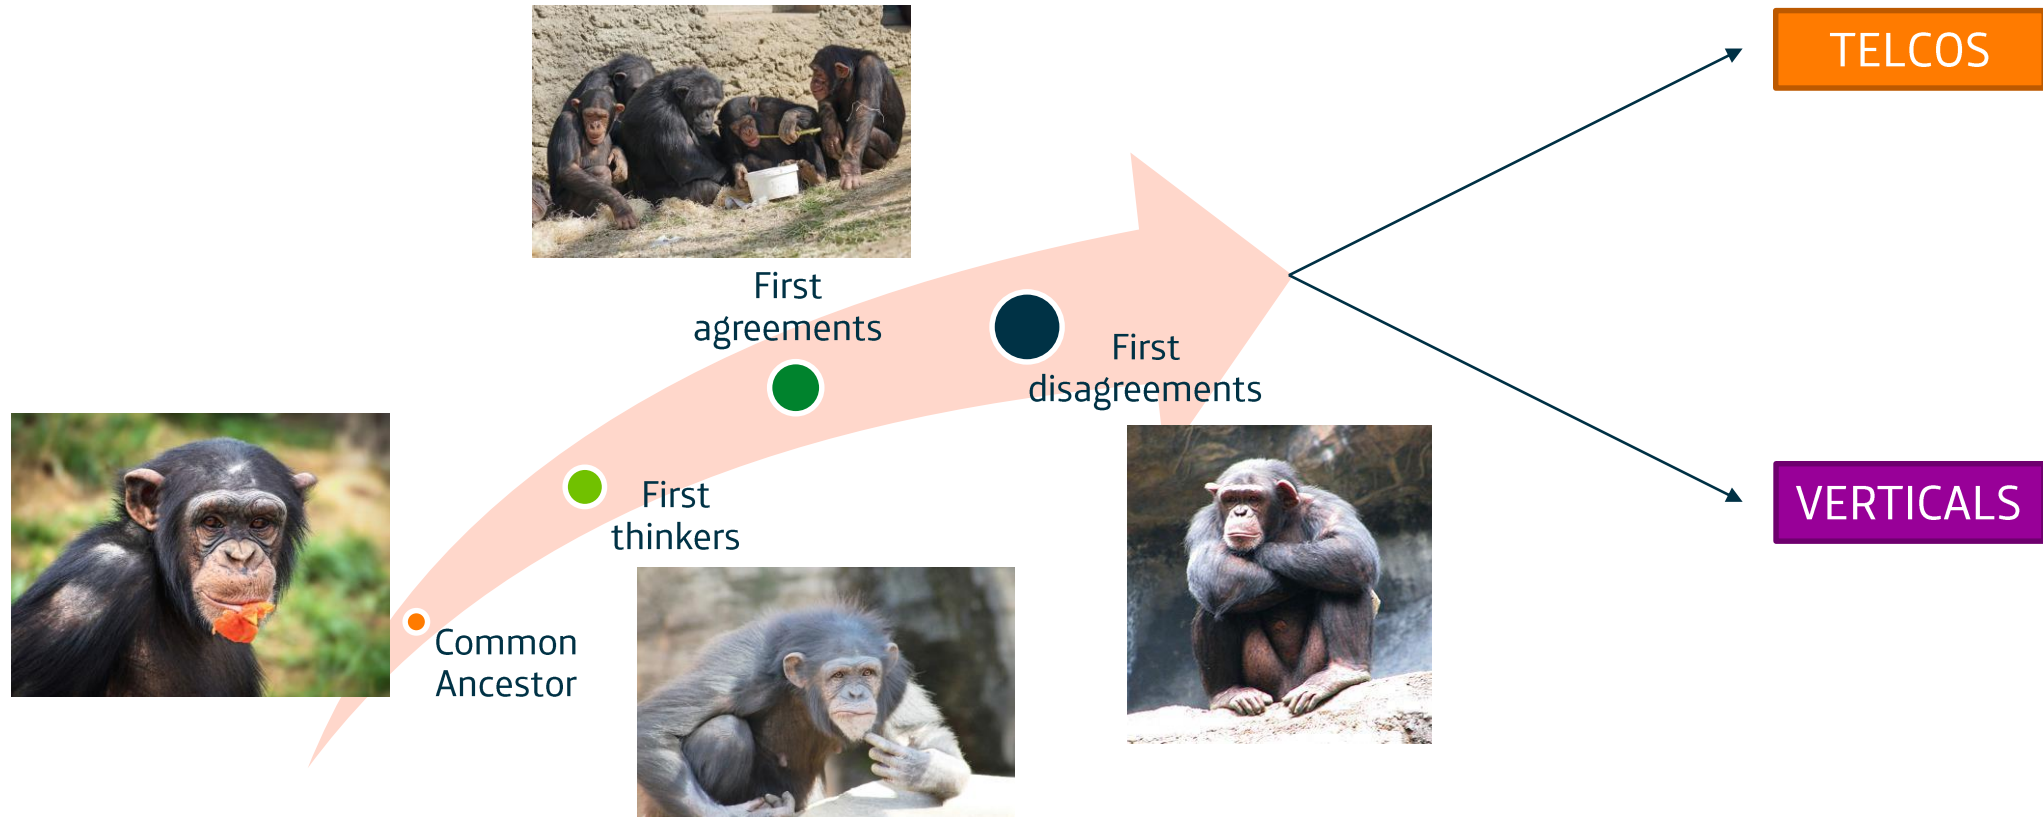 TELCOS
First
agreements
First
disagreements
First
thinkers
VERTICALS
Common
Ancestor